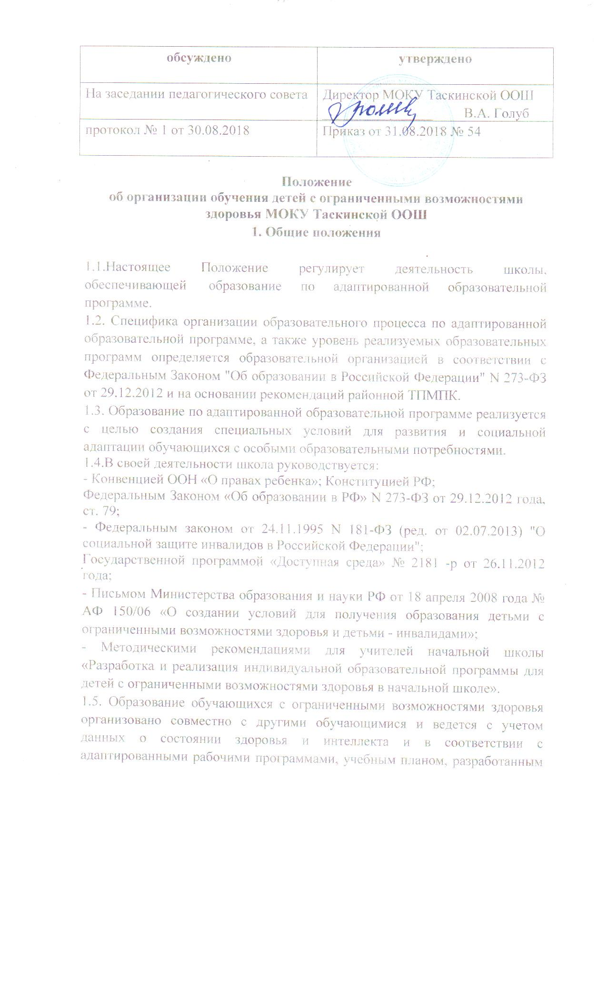 обсуждено
утверждено
На заседании педагогического совета
Директор МОКУ Таскинской ООШ
В.А. Голуб
протокол № 1 от 30.08.2018
Приказ от 31.08.2018 № 54
Положение
об организации обучения детей с ограниченными возможностями
здоровья МОКУ Таскинской ООШ
1. Общие положения
1.1.Настоящее Положение регулирует деятельность школы,
обеспечивающей образование по адаптированной образовательной
программе.
1.2. Специфика организации образовательного процесса по адаптированной
образовательной программе, а также уровень реализуемых образовательных
программ определяется образовательной организацией в соответствии с
Федеральным Законом "Об образовании в Российской Федерации" N 273-ФЗ
от 29.12.2012 и на основании рекомендаций районной ТПМПК.
1.3. Образование по адаптированной образовательной программе реализуется
с целью создания специальных условий для развития и социальной
адаптации обучающихся с особыми образовательными потребностями.
1.4.В своей деятельности школа руководствуется:
- Конвенцией ООН «О правах ребенка»; Конституцией РФ;
Федеральным Законом «Об образовании в РФ» N 273-ФЗ от 29.12.2012 года,
ст. 79;
- Федеральным законом от 24.11.1995 N 181-ФЗ (ред. от 02.07.2013) "О
социальной защите инвалидов в Российской Федерации";
Государственной программой «Доступная среда» № 2181 -р от 26.11.2012
года;
- Письмом Министерства образования и науки РФ от 18 апреля 2008 года №
АФ 150/06 «О создании условий для получения образования детьми с
ограниченными возможностями здоровья и детьми - инвалидами»;
- Методическими рекомендациями для учителей начальной школы
«Разработка и реализация индивидуальной образовательной программы для
детей с ограниченными возможностями здоровья в начальной школе».
1.5. Образование обучающихся с ограниченными возможностями здоровья
организовано совместно с другими обучающимися и ведется с учетом
данных о состоянии здоровья и интеллекта и в соответствии с
адаптированными рабочими программами, учебным планом, разработанным